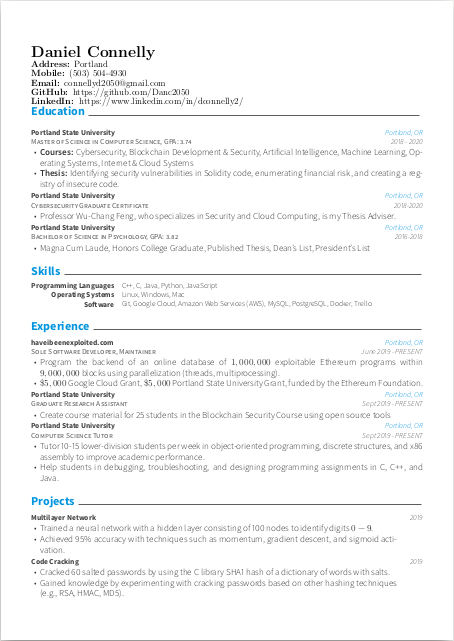 Daniel Connelly
Address: Portland
Mobile: (503) 504-4930
Email: connellyd2050@gmail.com
GitHub: https://github.com/Danc2050
LinkedIn: https://www.linkedin.com/in/dconnelly2/
Education
Portland State University Portland, OR
Master of Science in Computer Science, GPA: 3.74 2018 - 2020
• Courses: Cybersecurity, Blockchain Development & Security, Artificial Intelligence, Machine Learning, Op-
erating Systems, Internet & Cloud Systems
• Thesis: Identifying security vulnerabilities in Solidity code, enumerating financial risk, and creating a reg-
istry of insecure code.
Portland State University Portland, OR
Cybersecurity Graduate Certificate 2018-2020
• Professor Wu-Chang Feng, who specializes in Security and Cloud Computing, is my Thesis Adviser.
Portland State University Portland, OR
Bachelor of Science in Psychology, GPA: 3.82 2016-2018
• Magna Cum Laude, Honors College Graduate, Published Thesis, Dean's List, President's List
Skills
Programming Languages C++, C, Java, Python, JavaScript
Operating Systems Linux, Windows, Mac
Software Git, Google Cloud, Amazon Web Services (AWS), MySQL, PostgreSQL, Docker, Trello
Experience
haveibeenexploited.com Portland, OR
Sole Software Developer, Maintainer June 2019 - PRESENT
• Program the backend of an online database of 1,000,000 exploitable Ethereum programs within
9,000,000 blocks using parallelization (threads, multiprocessing).
• $5,000 Google Cloud Grant, $5,000 Portland State University Grant, funded by the Ethereum Foundation.
Portland State University Portland, OR
Graduate Research Assistant Sept 2019 - PRESENT
• Create course material for 25 students in the Blockchain Security Course using open source tools
Portland State University Portland, OR
Computer Science Tutor Sept 2019 - PRESENT
• Tutor 10-15 lower-division students per week in object-oriented programming, discrete structures, and x86
assembly to improve academic performance.
• Help students in debugging, troubleshooting, and designing programming assignments in C, C++, and
Java.
Projects
Multilayer Network 2019
• Trained a neural network with a hidden layer consisting of 100 nodes to identify digits 0 − 9.
• Achieved 95% accuracy with techniques such as momentum, gradient descent, and sigmoid acti-
vation.
Code Cracking 2019
• Cracked 60 salted passwords by using the C library SHA1 hash of a dictionary of words with salts.
• Gained knowledge by experimenting with cracking passwords based on other hashing techniques
(e.g., RSA, HMAC, MD5).